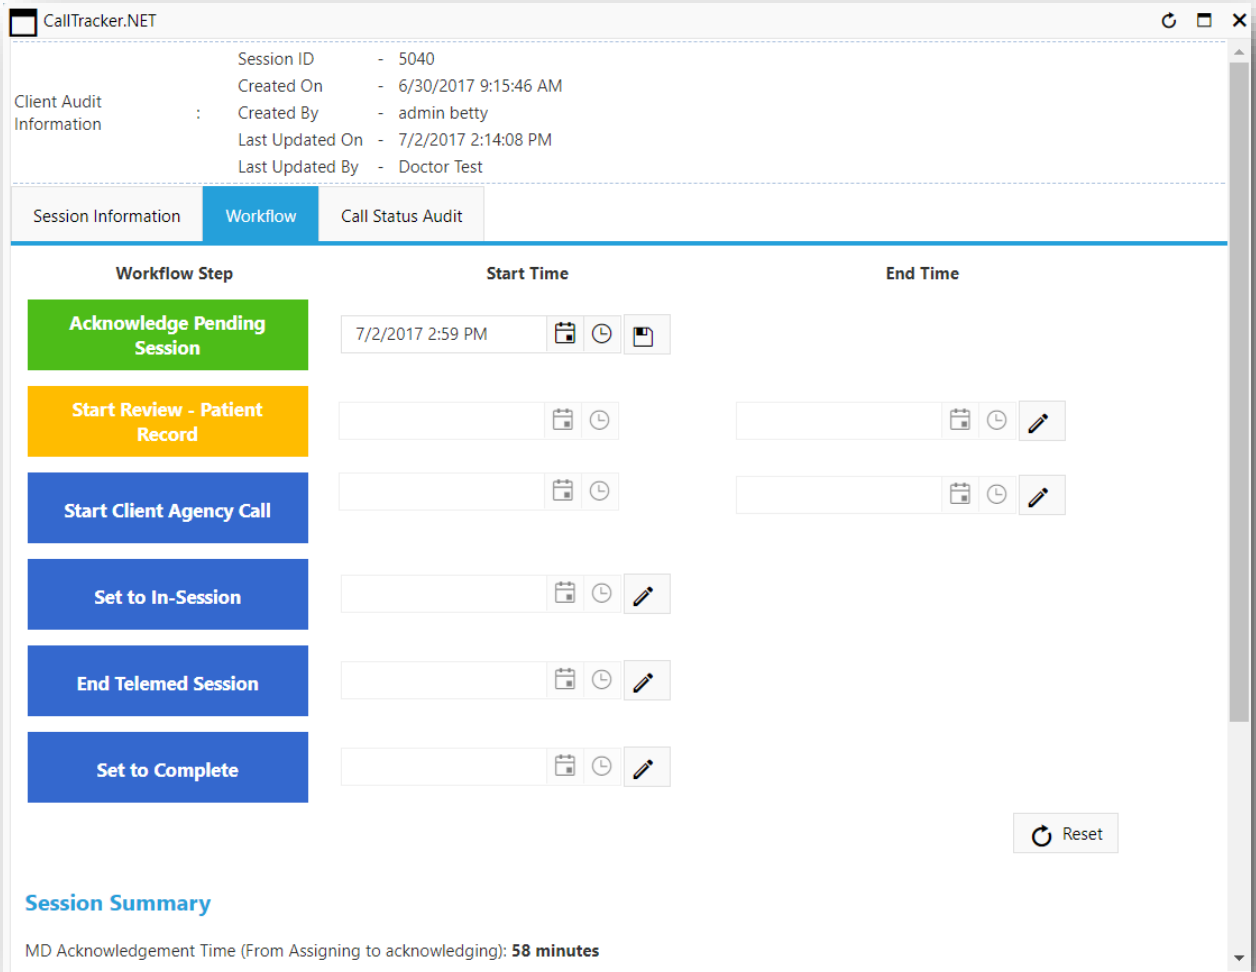 CallTracker.NET
Session ID - 5040
Created On - 6/30/2017 9:15:46 AM
Client Audit
Information : Created By - admin betty
Last Updated On - 7/2/2017 2:14:08 PM
Last Updated By - Doctor Test
Session Information Workflow Call Status Audit
Workflow Step Start Time End Time
Acknowledge Pending
Session
7/2/2017 2:59 PM
Start Review - Patient
Record
Start Client Agency Call
Set to In-Session
End Telemed Session
Set to Complete
Reset
Session Summary
MD Acknowledgement Time (From Assigning to acknowledging): 58 minutes